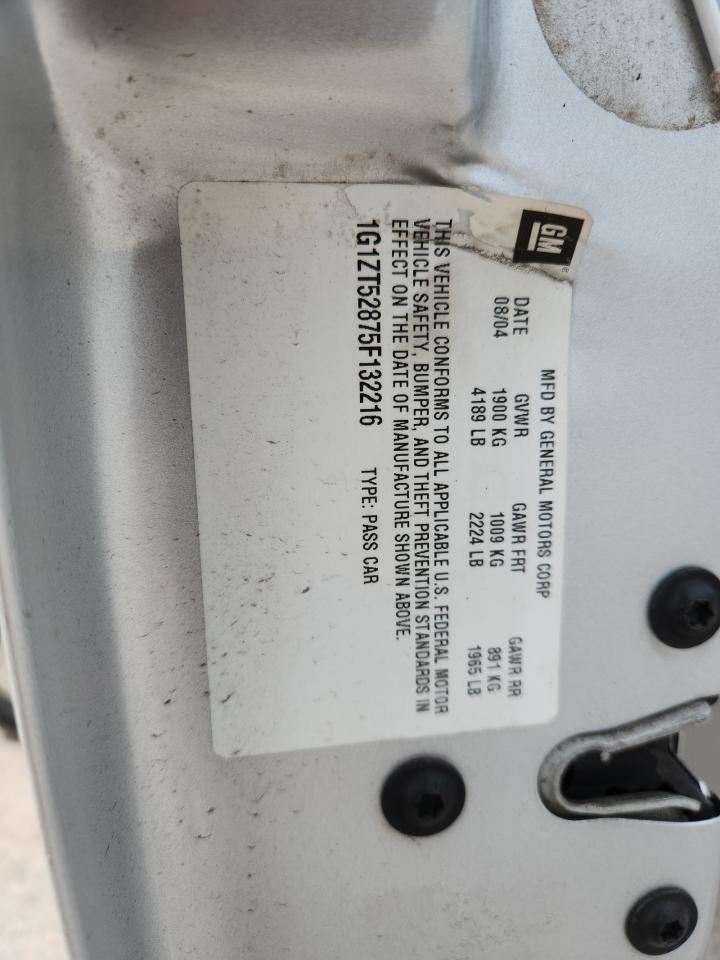 GM®
MFD BY GENERAL MOTORS CORP
DATE GVWR GAWR FRT GAWR RR
08/04 1900 KG 1009 KG 891 KG
4189 LB 2224 LB 1965 LB
THIS VEHICLE CONFORMS TO ALL APPLICABLE U.S. FEDERAL MOTOR
VEHICLE SAFETY, BUMPER, AND THEFT PREVENTION STANDARDS IN
EFFECT ON THE DATE OF MANUFACTURE SHOWN ABOVE.
1G1ZT52875F132216 TYPE: PASS CAR